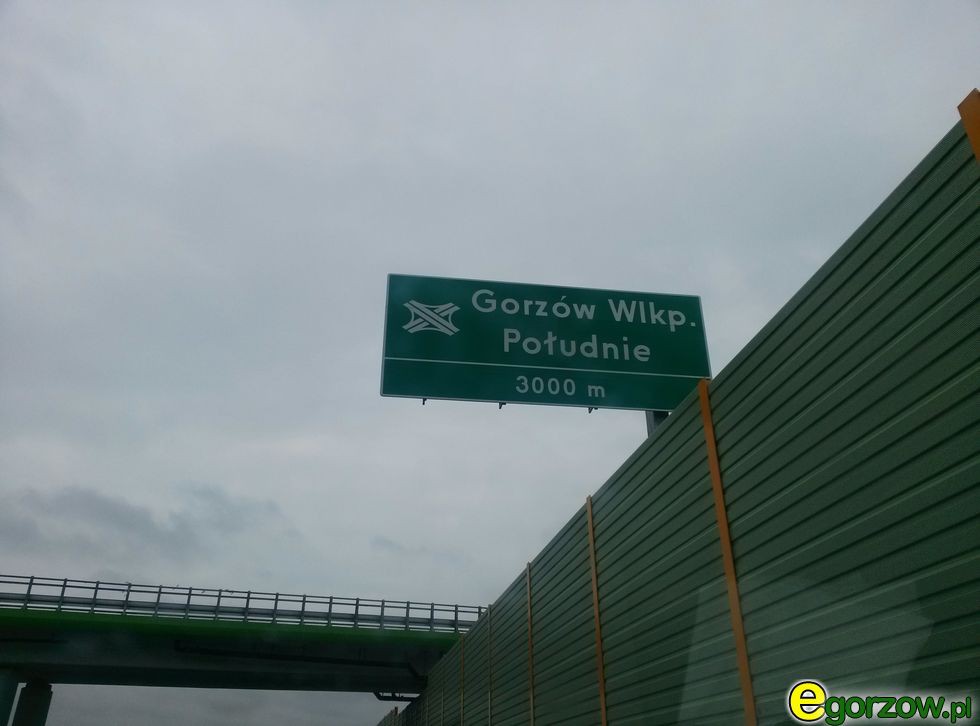 Gorzów Wlkp.
Południe
3000 m
egorzow.pl